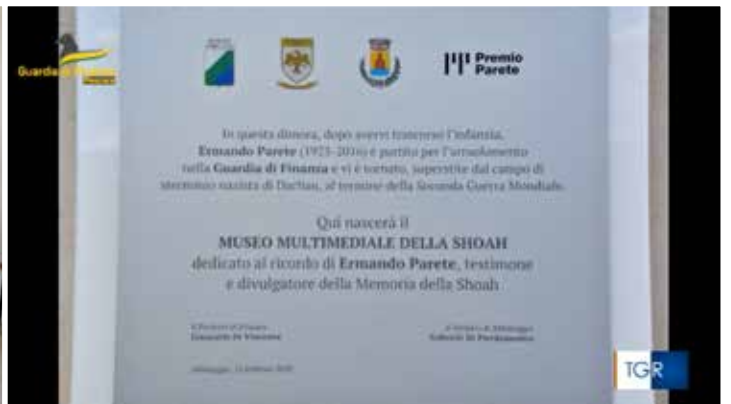 Guardia
Premio
Parete
In questa dimora, dopo avervi trascorso l'infanzia,
Ermando Parete (1923-2016) è partito per l'arruolamento
nella Guardia di Finanza e vi è tornato, superstite dal campo di
sterminio nazista di Dachau, al termine della Seconda Guerra Mondiale.
Qui nascerà il
MUSEO MULTIMEDIALE DELLA SHOAH
dedicato al ricordo di Ermando Parete, testimone
e divulgatore della Memoria della Shoah
TGR